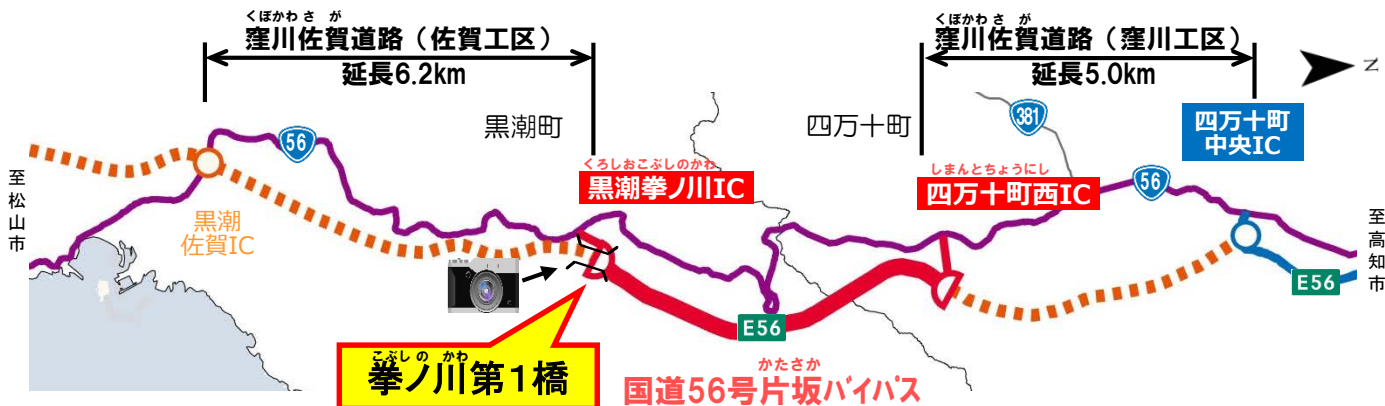 くぼかわさが
窪川佐賀道路（佐賀工区）
延長6.2km
くぼかわさが
窪川佐賀道路（窪川工区）
延長5.0km
N
黒潮町
四万十町
381
四万十町
中央IC
56
くろしおこぶしのかわ
黒潮拳ノ川IC
しまんとちょうにし
四万十町西IC
56
至松山市
至高知市
黒潮
佐賀IC
E56
E56
こぶしの かわ
拳ノ川第1橋
かたさか
国道56号片坂バイパス